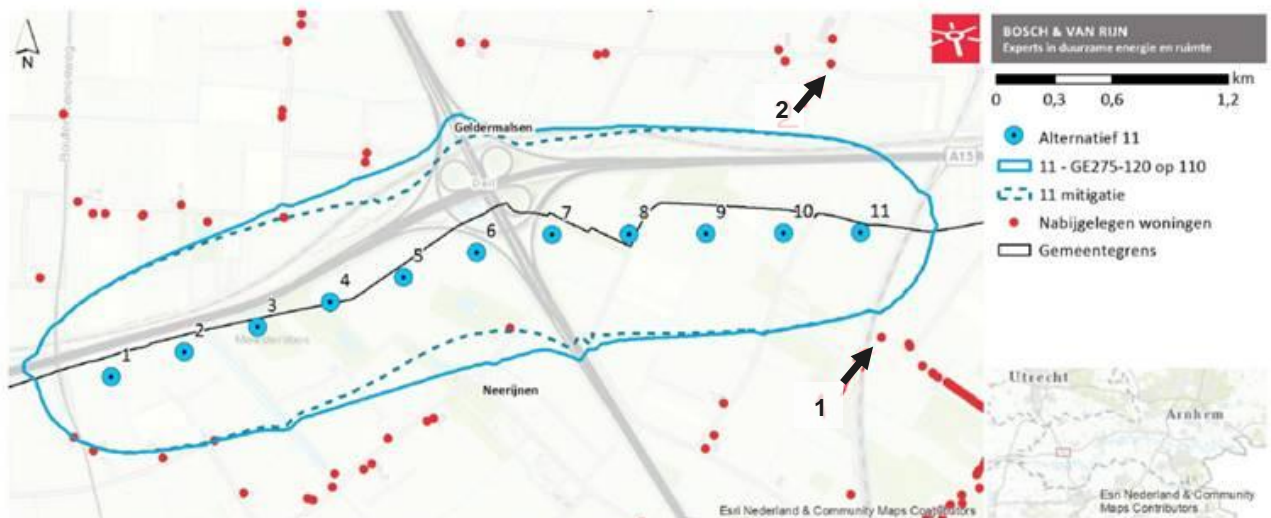 N
Bouteweg
Geldermalsen
Deil
A15
2
1
2
3
4
5
6
7
8
9
10
11
Meersteeg
Neerijnen
1
Esri Nederland & Community Maps Contributors
BOSCH & VAN RIJN
Experts in duurzame energie en ruimte
km
0 0,3 0,6 1,2
Alternatief 11
11 - GE275-120 op 110
11 mitigatie
Nabijgelegen woningen
Gemeentegrens
Utrecht
Arnhem
Esri Nederland & Community
Maps Contributors